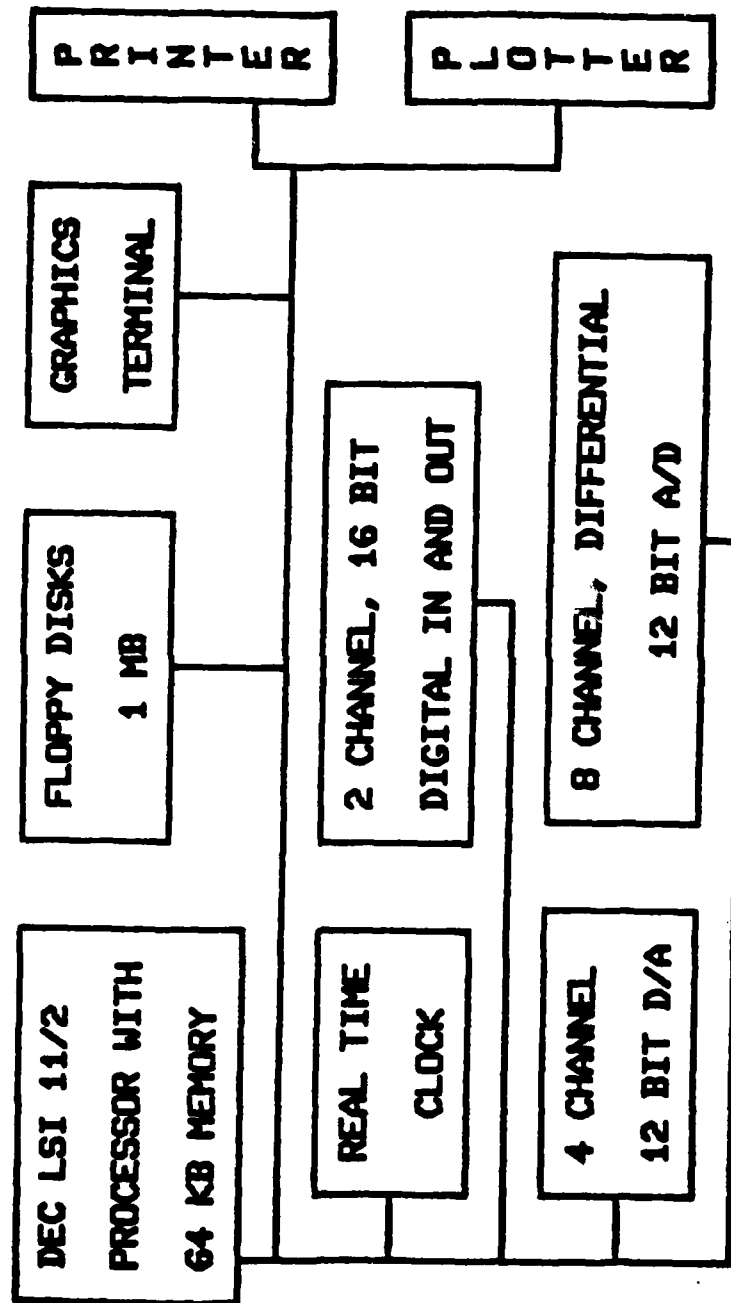 DEC LSI 11/2
PROCESSOR WITH
64 KB MEMORY
FLOPPY DISKS
1 MB
GRAPHICS
TERMINAL
PRINTER
REAL TIME
CLOCK
2 CHANNEL, 16 BIT
DIGITAL IN AND OUT
PLOTTER
4 CHANNEL
12 BIT D/A
8 CHANNEL, DIFFERENTIAL
12 BIT A/D